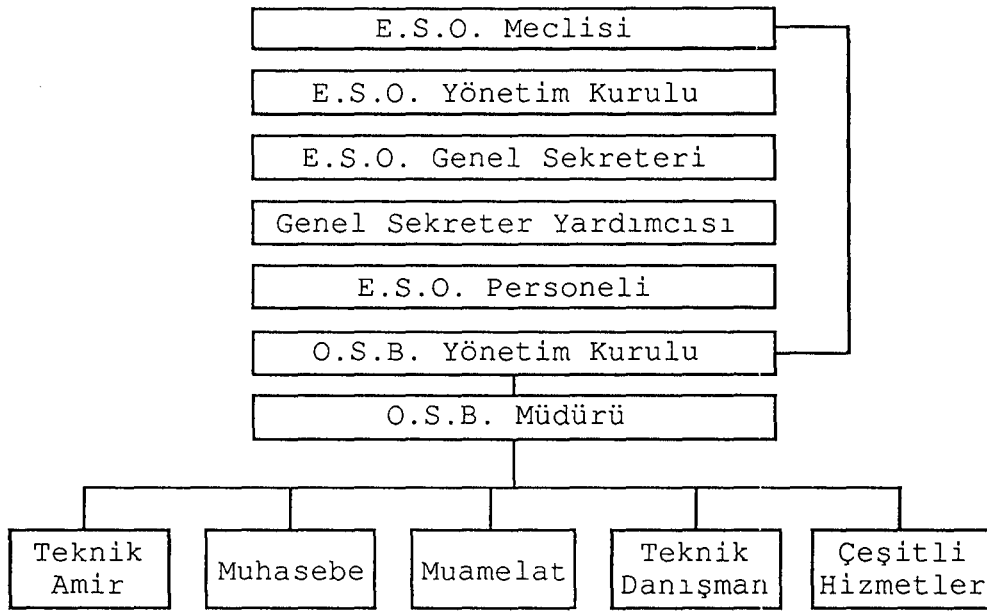 E.S.O. Meclisi
E.S.O. Yönetim Kurulu
E.S.O. Genel Sekreteri
Genel Sekreter Yardımcısı
E.S.O. Personeli
O.S.B. Yönetim Kurulu
O.S.B. Müdürü
Teknik
Amir
Muhasebe
Muamelat
Teknik
Danışman
Çeşitli
Hizmetler